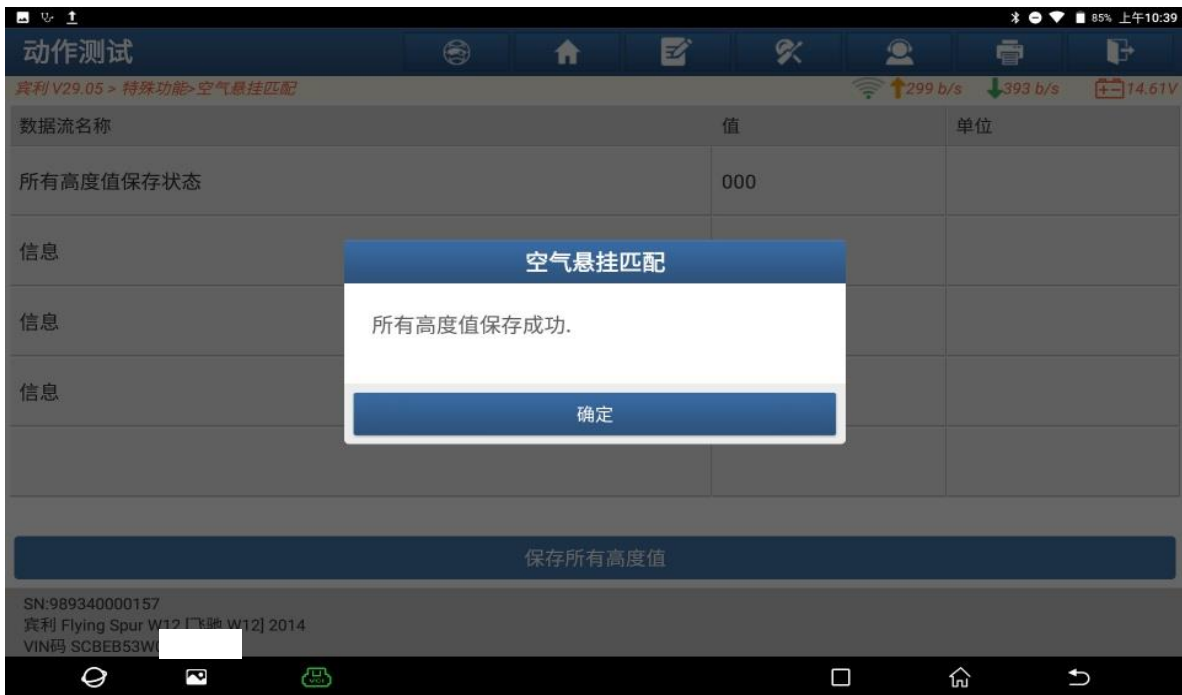 85% 上午10:39
动作测试
宾利 V29.05 > 特殊功能>空气悬挂匹配
299 b/s 393 b/s 14.61V
数据流名称 值 单位
所有高度值保存状态 000
信息
信息
信息
空气悬挂匹配
所有高度值保存成功.
确定
保存所有高度值
SN:989340000157
宾利 Flying Spur W12 [飞驰 W12] 2014
VIN码 SCBEB53W
VCI